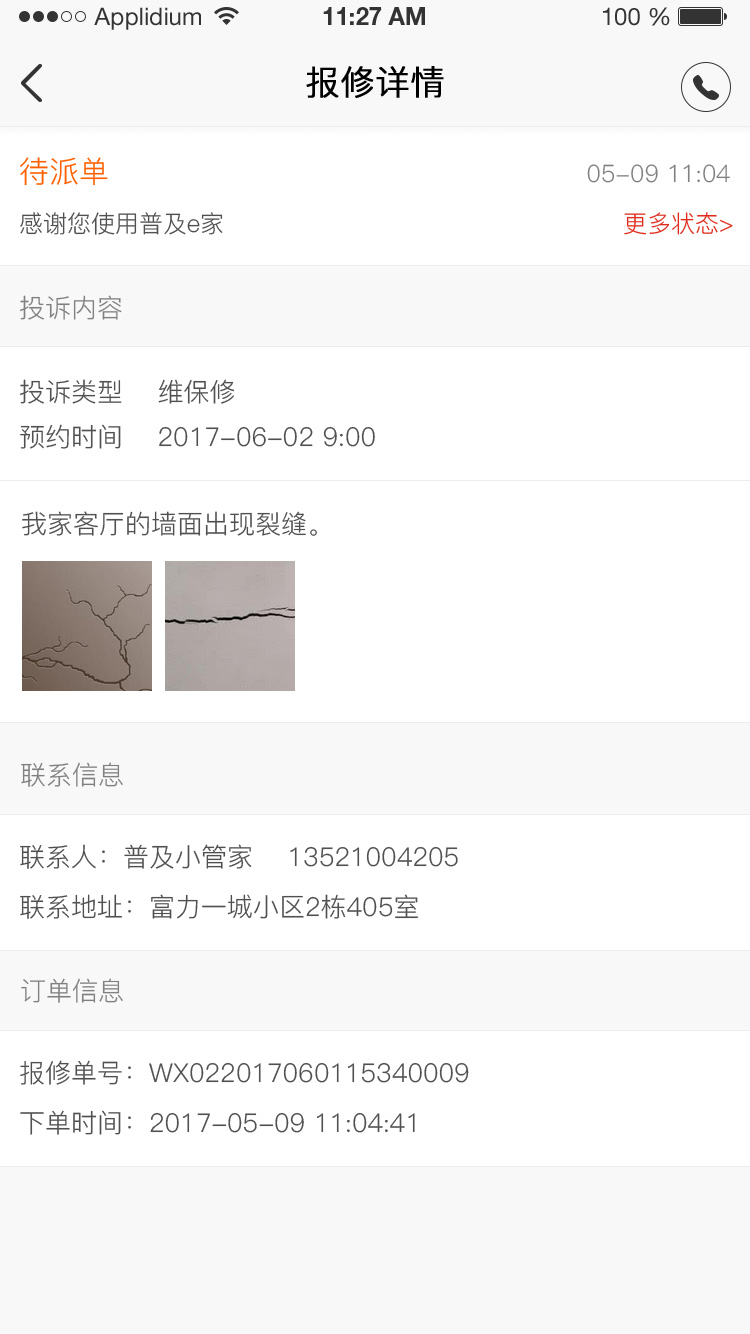 Applidium 11:27 AM 100 %
报修详情
待派单 05-09 11:04
感谢您使用普及e家 更多状态>
投诉内容
投诉类型 维保修
预约时间 2017-06-02 9:00
我家客厅的墙面出现裂缝。
联系信息
联系人：普及小管家 13521004205
联系地址：富力一城小区2栋405室
订单信息
报修单号：WX022017060115340009
下单时间：2017-05-09 11:04:41